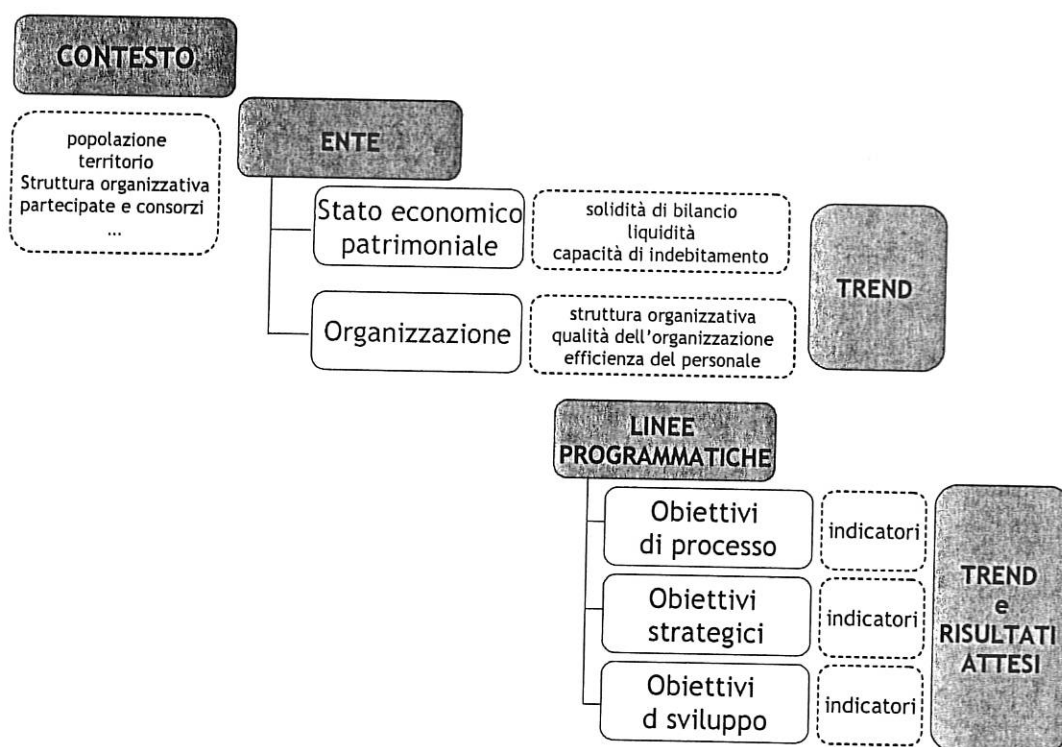 CONTESTO
popolazione
territorio
Struttura organizzativa
partecipate e consorzi
...
ENTE
Stato economico
patrimoniale
solidità di bilancio
liquidità
capacità di indebitamento
Organizzazione
struttura organizzativa
qualità dell'organizzazione
efficienza del personale
TREND
LINEE
PROGRAMMATICHE
Obiettivi
di processo
indicatori
Obiettivi
strategici
indicatori
Obiettivi
d sviluppo
indicatori
TREND
e
RISULTATI
ATTESI